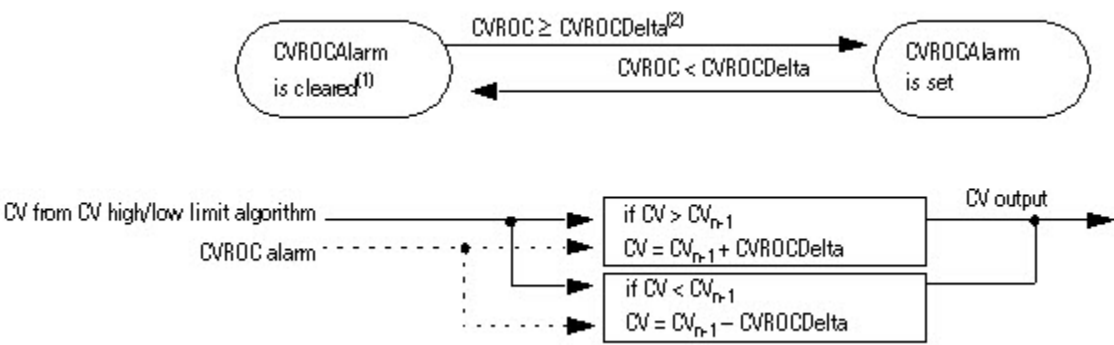 CVROC ≥ CVROCDelta(2)
CVROCAlarm
is cleared(1)
CVROC < CVROCDelta
CVROCAlarm
is set
CV from CV high/low limit algorithm
CVROC alarm
if CV > CVn-1
CV = CVn-1 + CVROCDelta
if CV < CVn-1
CV = CVn-1 – CVROCDelta
CV output